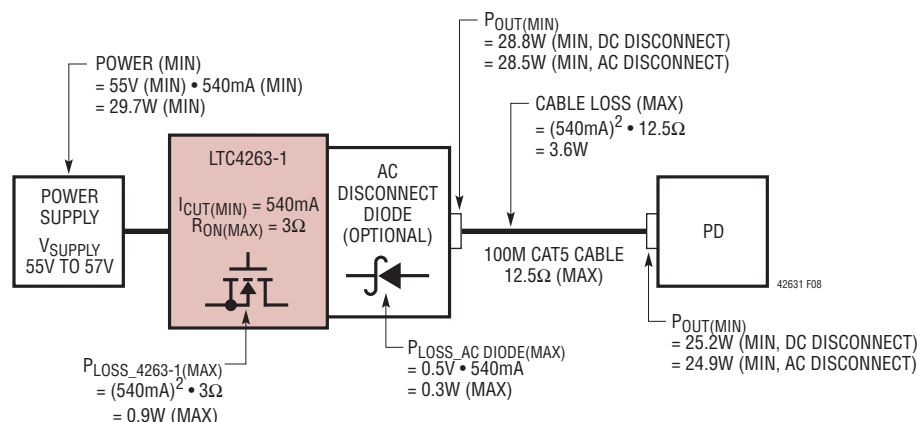 POUT(MIN)
= 28.8W (MIN, DC DISCONNECT)
= 28.5W (MIN, AC DISCONNECT)
POWER (MIN)
= 55V (MIN) • 540mA (MIN)
= 29.7W (MIN)
CABLE LOSS (MAX)
= (540mA)2 • 12.5Ω
= 3.6W
POWER
SUPPLY
VSUPPLY
55V TO 57V
LTC4263-1
ICUT(MIN) = 540mA
RON(MAX) = 3Ω
AC
DISCONNECT
DIODE
(OPTIONAL)
100M CAT5 CABLE
12.5Ω (MAX)
PD
42631 F08
PLOSS_4263-1(MAX)
= (540mA)2 • 3Ω
= 0.9W (MAX)
PLOSS_AC DIODE(MAX)
= 0.5V • 540mA
= 0.3W (MAX)
POUT(MIN)
= 25.2W (MIN, DC DISCONNECT)
= 24.9W (MIN, AC DISCONNECT)